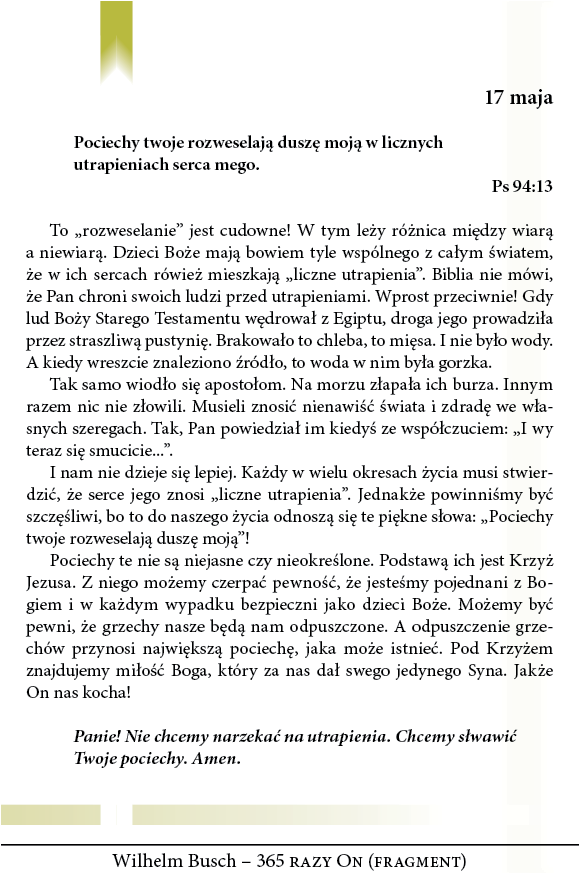 17 maja
Pociechy twoje rozweselają duszę moją w licznych
utrapieniach serca mego.
Ps 94:13
To „rozweselanie” jest cudowne! W tym leży różnica między wiarą
a niewiarą. Dzieci Boże mają bowiem tyle wspólnego z całym światem,
że w ich sercach rówież mieszkają „liczne utrapienia”. Biblia nie mówi,
że Pan chroni swoich ludzi przed utrapieniami. Wprost przeciwnie! Gdy
lud Boży Starego Testamentu wędrował z Egiptu, droga jego prowadziła
przez straszliwą pustynię. Brakowało to chleba, to mięsa. I nie było wody.
A kiedy wreszcie znaleziono źródło, to woda w nim była gorzka.
Tak samo wiodło się apostołom. Na morzu złapała ich burza. Innym
razem nic nie złowili. Musieli znosić nienawiść świata i zdradę we wła-
snych szeregach. Tak, Pan powiedział im kiedyś ze współczuciem: „I wy
teraz się smucicie...”.
I nam nie dzieje się lepiej. Każdy w wielu okresach życia musi stwier-
dzić, że serce jego znosi „liczne utrapienia”. Jednakże powinniśmy być
szczęśliwi, bo to do naszego życia odnoszą się te piękne słowa: „Pociechy
twoje rozweselają duszę moją”!
Pociechy te nie są niejasne czy nieokreślone. Podstawą ich jest Krzyż
Jezusa. Z niego możemy czerpać pewność, że jesteśmy pojednani z Bo-
giem i w każdym wypadku bezpieczni jako dzieci Boże. Możemy być
pewni, że grzechy nasze będą nam odpuszczone. A odpuszczenie grze-
chów przynosi największą pociechę, jaka może istnieć. Pod Krzyżem
znajdujemy miłość Boga, który za nas dał swego jedynego Syna. Jakże
On nas kocha!
Panie! Nie chcemy narzekać na utrapienia. Chcemy słwawić
Twoje pociechy. Amen.
Wilhelm Busch – 365 razy On (fragment)